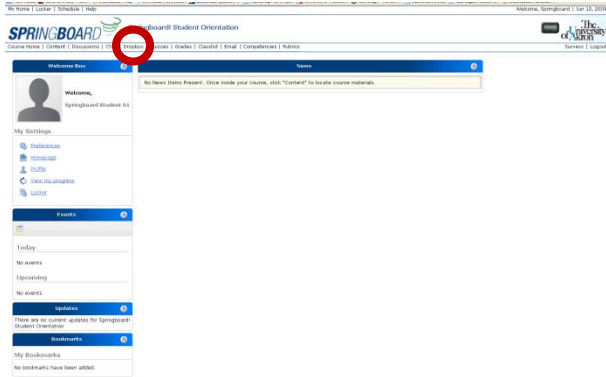 My Home | Locker | Schedule | Help
Welcome, Springboard | Jun 10, 2009
SPRINGBOARD
Springboard! Student Orientation
The University of Akron
Course Home | Content | Discussions | Dropbox | Quizzes | Grades | Classlist | Email | Competencies | Rubrics
Surveys | Logout
Welcome Box
News
No News Items Present. Once inside your course, click "Content" to locate course materials.
Welcome,
Springboard Student 01
My Settings
Preferences
Homepage
Profile
View my progress
Locker
Events
Today
No events
Upcoming
No events
Updates
There are no current updates for Springboard!
Student Orientation
Bookmarks
My Bookmarks
No bookmarks have been added.